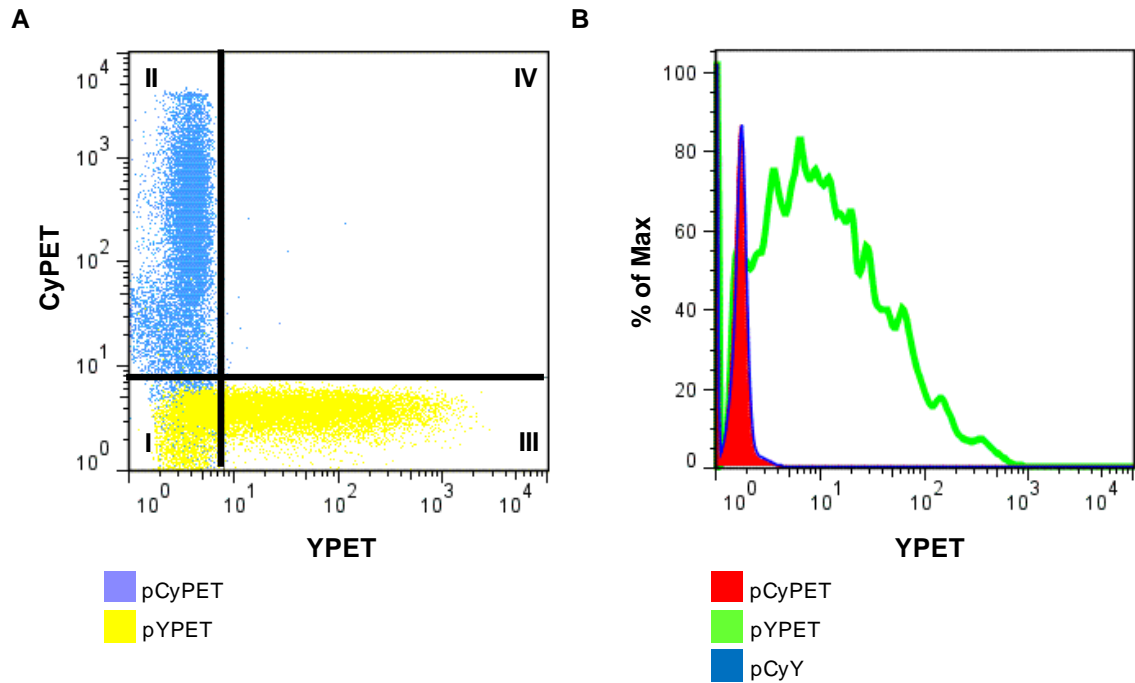 A
CyPET
10^4
10^3
10^2
10^1
10^0
II
IV
I
III
10^0 10^1 10^2 10^3 10^4
YPET
pCyPET
pYPET
B
% of Max
100
80
60
40
20
0
10^0 10^1 10^2 10^3 10^4
YPET
pCyPET
pYPET
pCyY